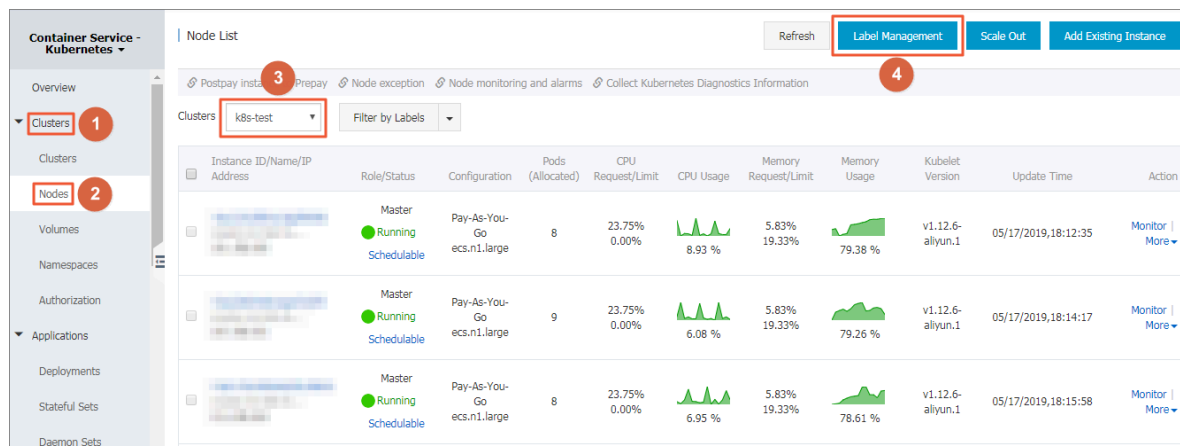 Container Service -
Kubernetes
Node List
Refresh
Label Management
Scale Out
Add Existing Instance
4
Overview
Postpay insta
3
Prepay
Node exception
Node monitoring and alarms
Collect Kubernetes Diagnostics Information
Clusters
1
Clusters
k8s-test
Filter by Labels
Clusters
Nodes
2
Volumes
Namespaces
Authorization
Applications
Deployments
Stateful Sets
Daemon Sets
Instance ID/Name/IP
Address
Role/Status
Configuration
Pods
(Allocated)
CPU
Request/Limit
CPU Usage
Memory
Request/Limit
Memory
Usage
Kubelet
Version
Update Time
Action
Master
Running
Schedulable
Pay-As-You-
Go
ecs.n1.large
8
23.75%
0.00%
8.93 %
5.83%
19.33%
79.38 %
v1.12.6-
aliyun.1
05/17/2019,18:12:35
Monitor |
More
Master
Running
Schedulable
Pay-As-You-
Go
ecs.n1.large
9
23.75%
0.00%
6.08 %
5.83%
19.33%
79.26 %
v1.12.6-
aliyun.1
05/17/2019,18:14:17
Monitor |
More
Master
Running
Schedulable
Pay-As-You-
Go
ecs.n1.large
8
23.75%
0.00%
6.95 %
5.83%
19.33%
78.61 %
v1.12.6-
aliyun.1
05/17/2019,18:15:58
Monitor |
More